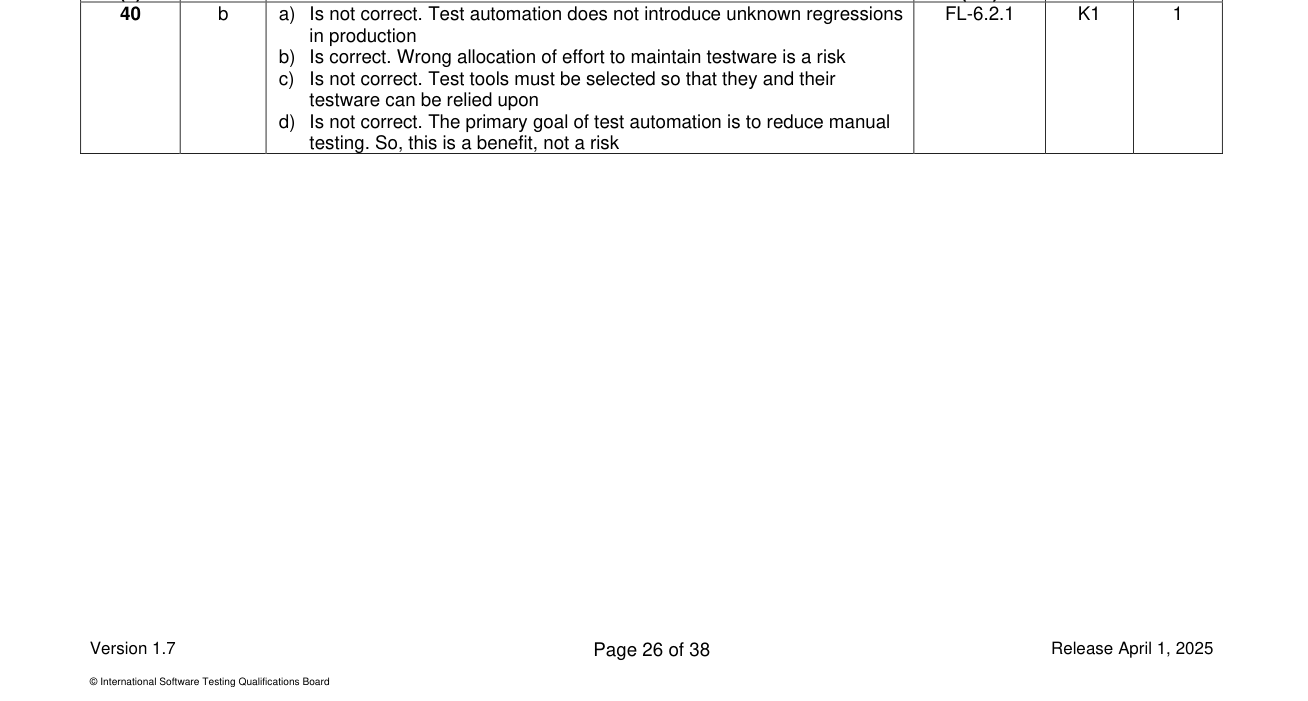 40 b a) Is not correct. Test automation does not introduce unknown regressions FL-6.2.1 K1 1
in production
b) Is correct. Wrong allocation of effort to maintain testware is a risk
c) Is not correct. Test tools must be selected so that they and their
testware can be relied upon
d) Is not correct. The primary goal of test automation is to reduce manual
testing. So, this is a benefit, not a risk
Version 1.7 Page 26 of 38 Release April 1, 2025
© International Software Testing Qualifications Board